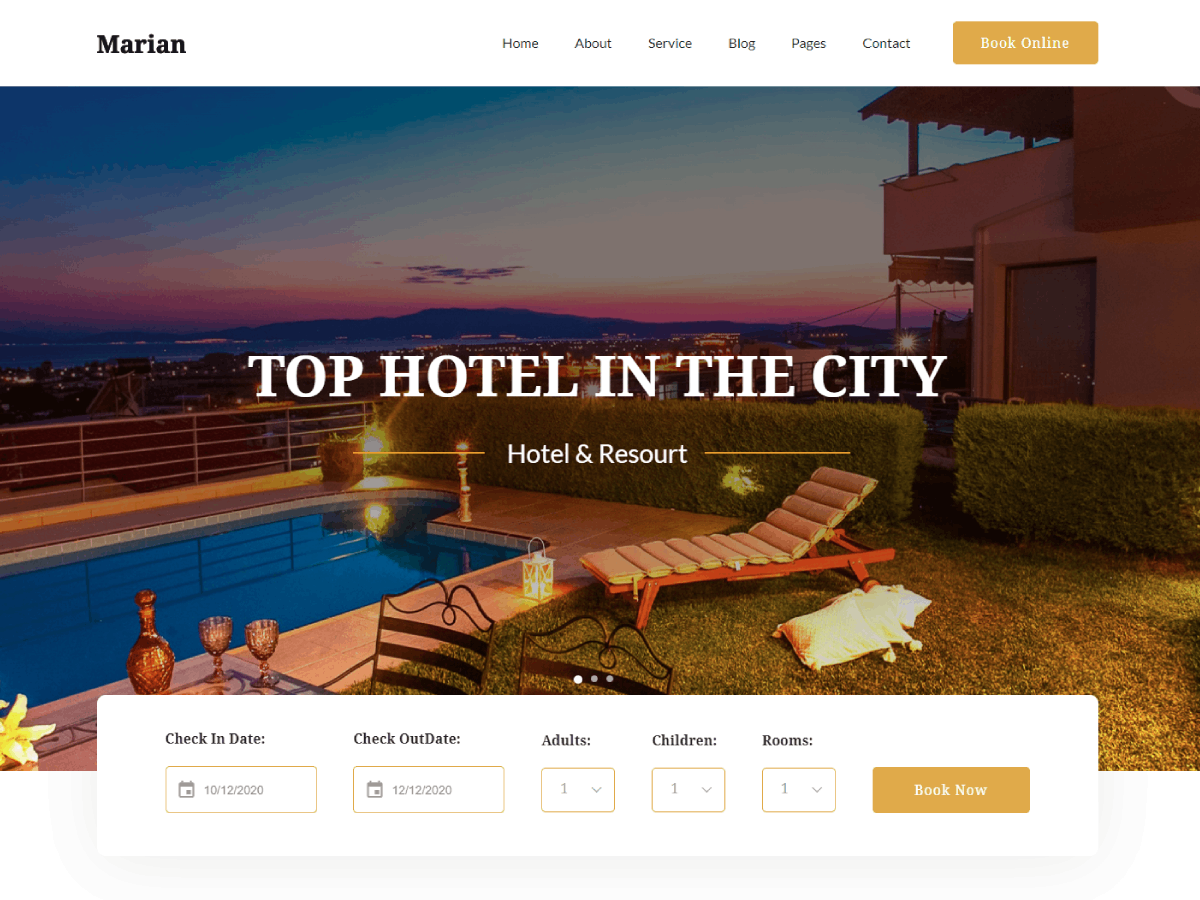 Marian
Home About Service Blog Pages Contact Book Online
TOP HOTEL IN THE CITY
Hotel & Resourt
Check In Date: Check OutDate: Adults: Children: Rooms:
10/12/2020 12/12/2020 1 1 1 Book Now